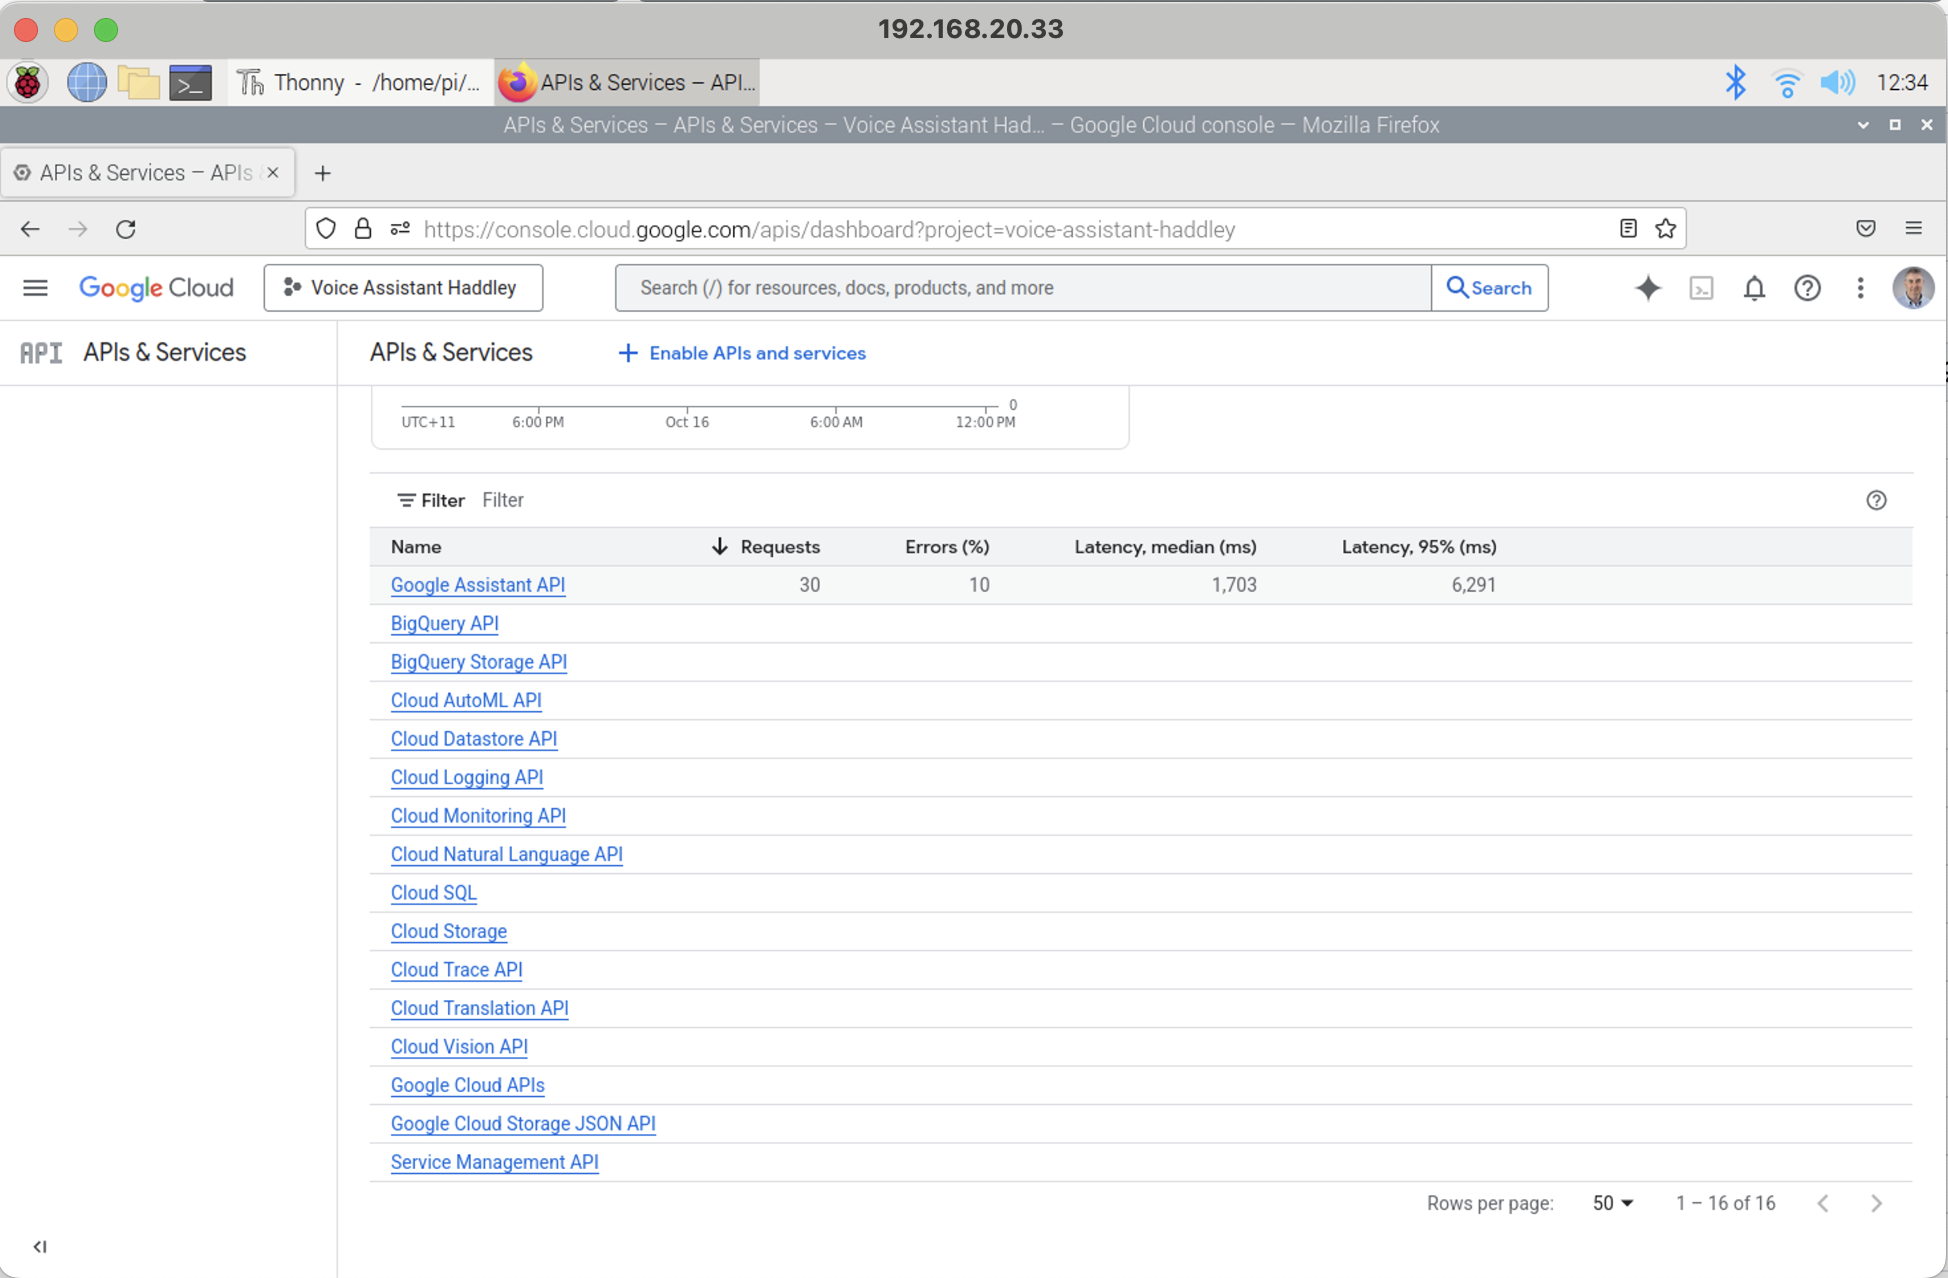 192.168.20.33
Thonny - /home/pi/...
APIs & Services – API...
12:34
APIs & Services – APIs & Services – Voice Assistant Had... – Google Cloud console — Mozilla Firefox
APIs & Services – APIs
https://console.cloud.google.com/apis/dashboard?project=voice-assistant-haddley
Google Cloud
Voice Assistant Haddley
Search (/) for resources, docs, products, and more
Search
API APIs & Services
APIs & Services
Enable APIs and services
0
UTC+11 6:00 PM Oct 16 6:00 AM 12:00 PM
Filter Filter
Name Requests Errors (%) Latency, median (ms) Latency, 95% (ms)
Google Assistant API 30 10 1,703 6,291
BigQuery API
BigQuery Storage API
Cloud AutoML API
Cloud Datastore API
Cloud Logging API
Cloud Monitoring API
Cloud Natural Language API
Cloud SQL
Cloud Storage
Cloud Trace API
Cloud Translation API
Cloud Vision API
Google Cloud APIs
Google Cloud Storage JSON API
Service Management API
Rows per page: 50 1 – 16 of 16